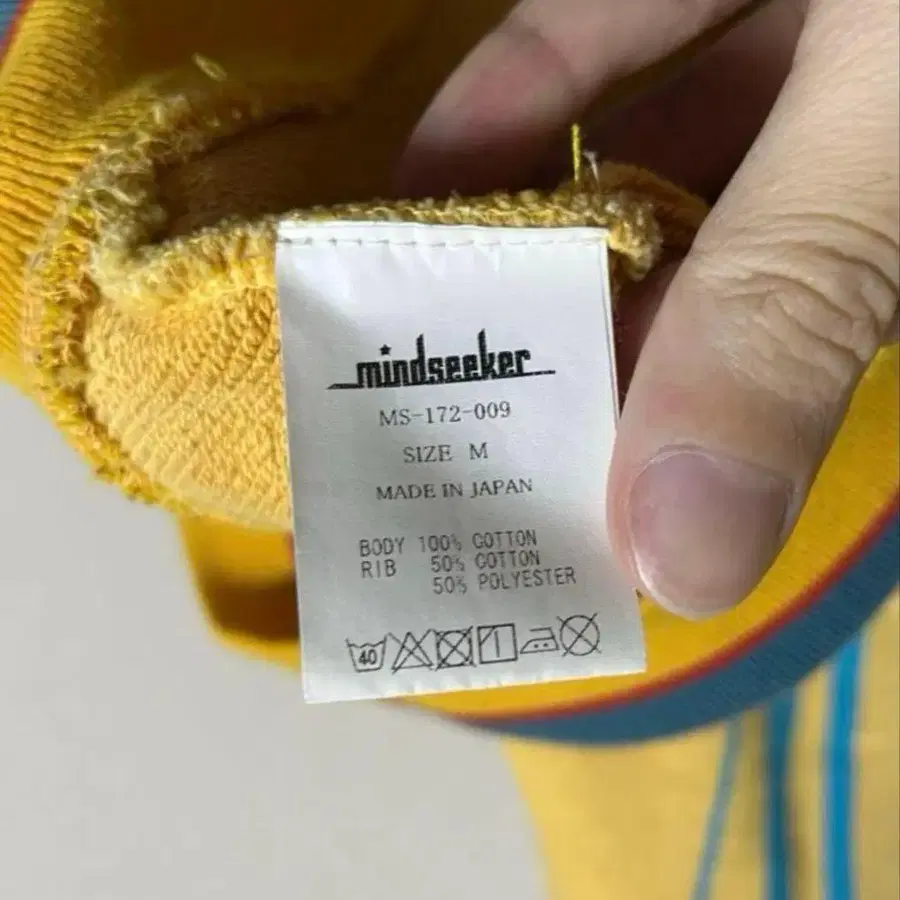 mindseeker
MS-172-009
SIZE M
MADE IN JAPAN
BODY 100% COTTON
RIB 50% COTTON
50% POLYESTER
40